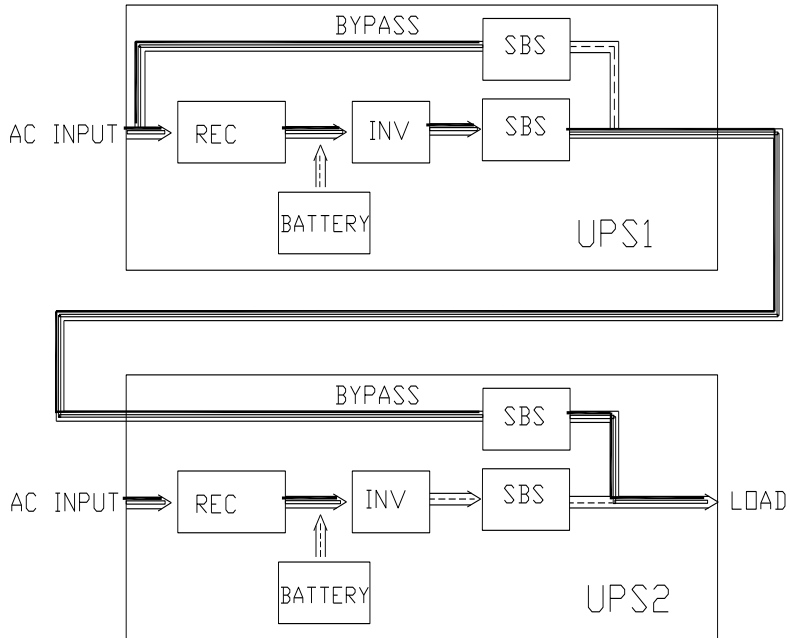 BYPASS
SBS
AC INPUT
REC
INV
SBS
BATTERY
UPS1
BYPASS
SBS
AC INPUT
REC
INV
SBS
LOAD
BATTERY
UPS2